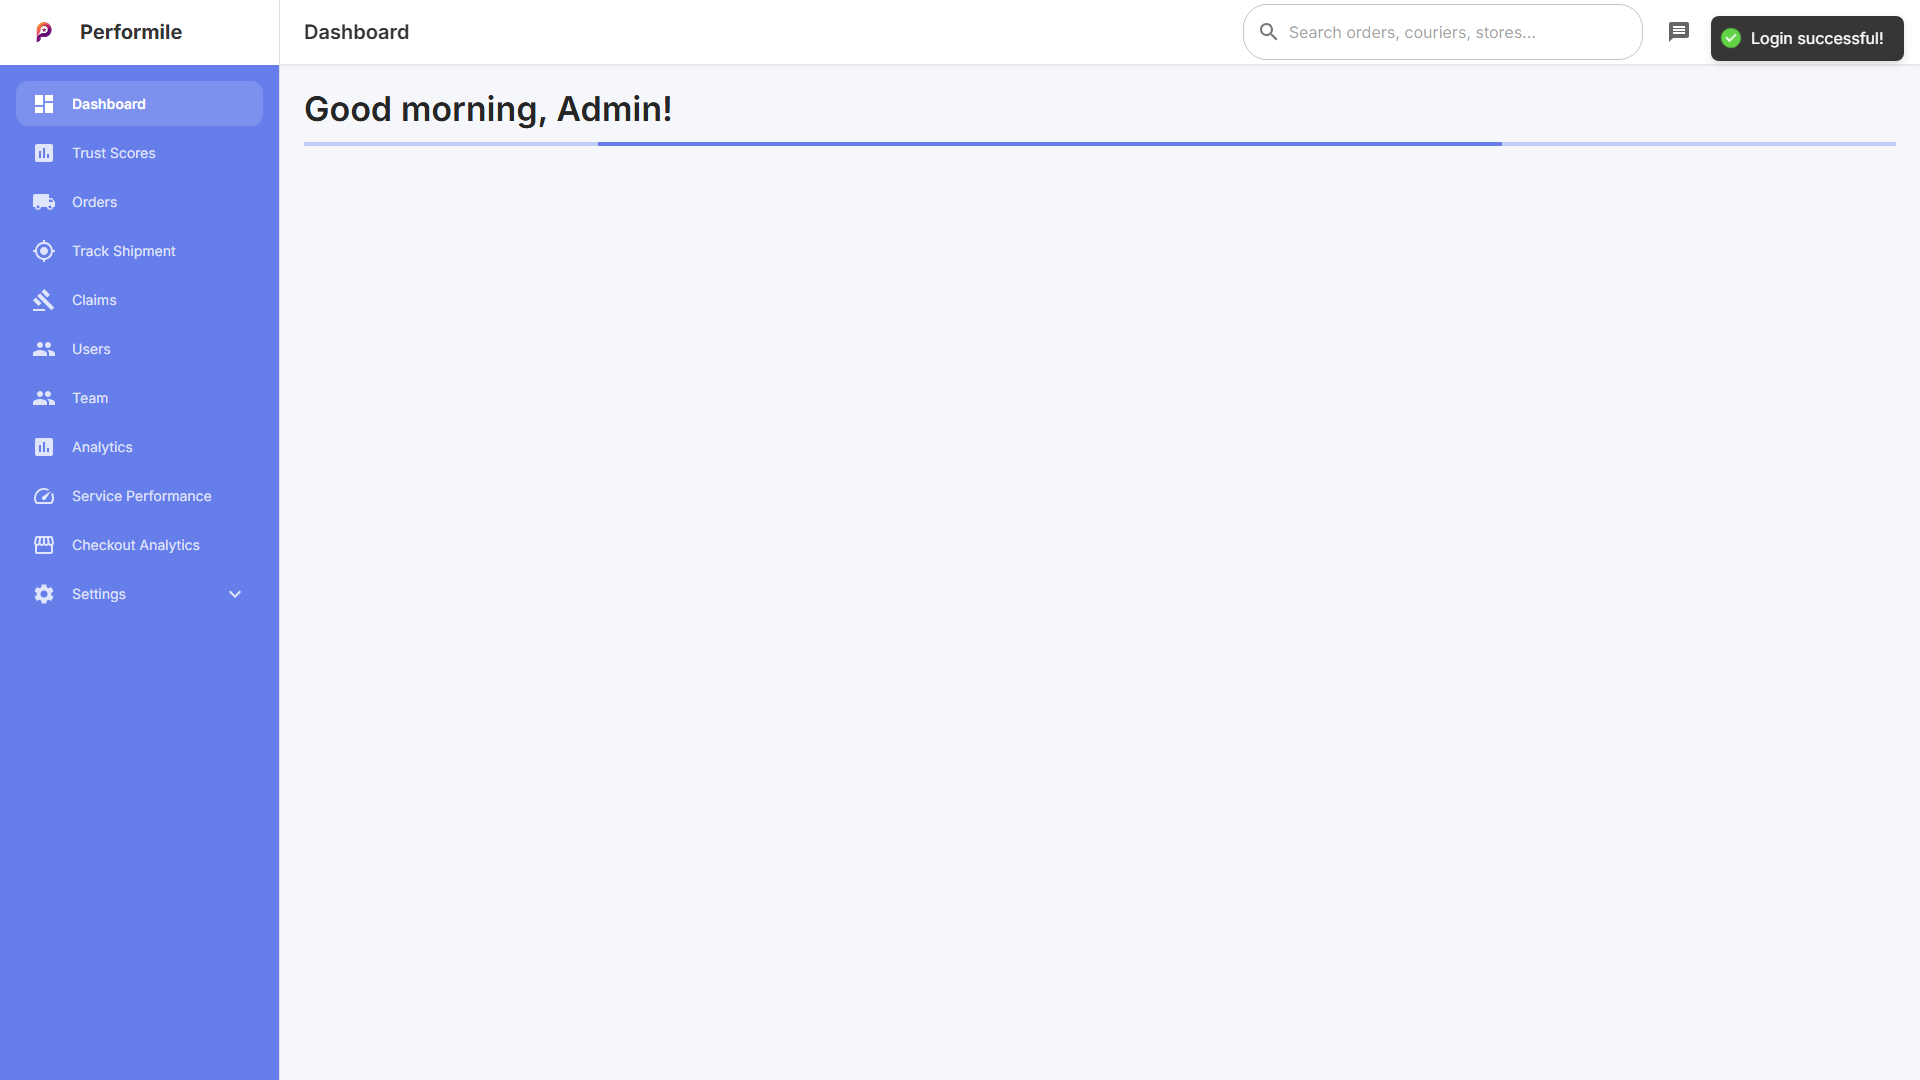 Performile
Dashboard
Search orders, couriers, stores...
Login successful!
Dashboard
Trust Scores
Orders
Track Shipment
Claims
Users
Team
Analytics
Service Performance
Checkout Analytics
Settings
Good morning, Admin!